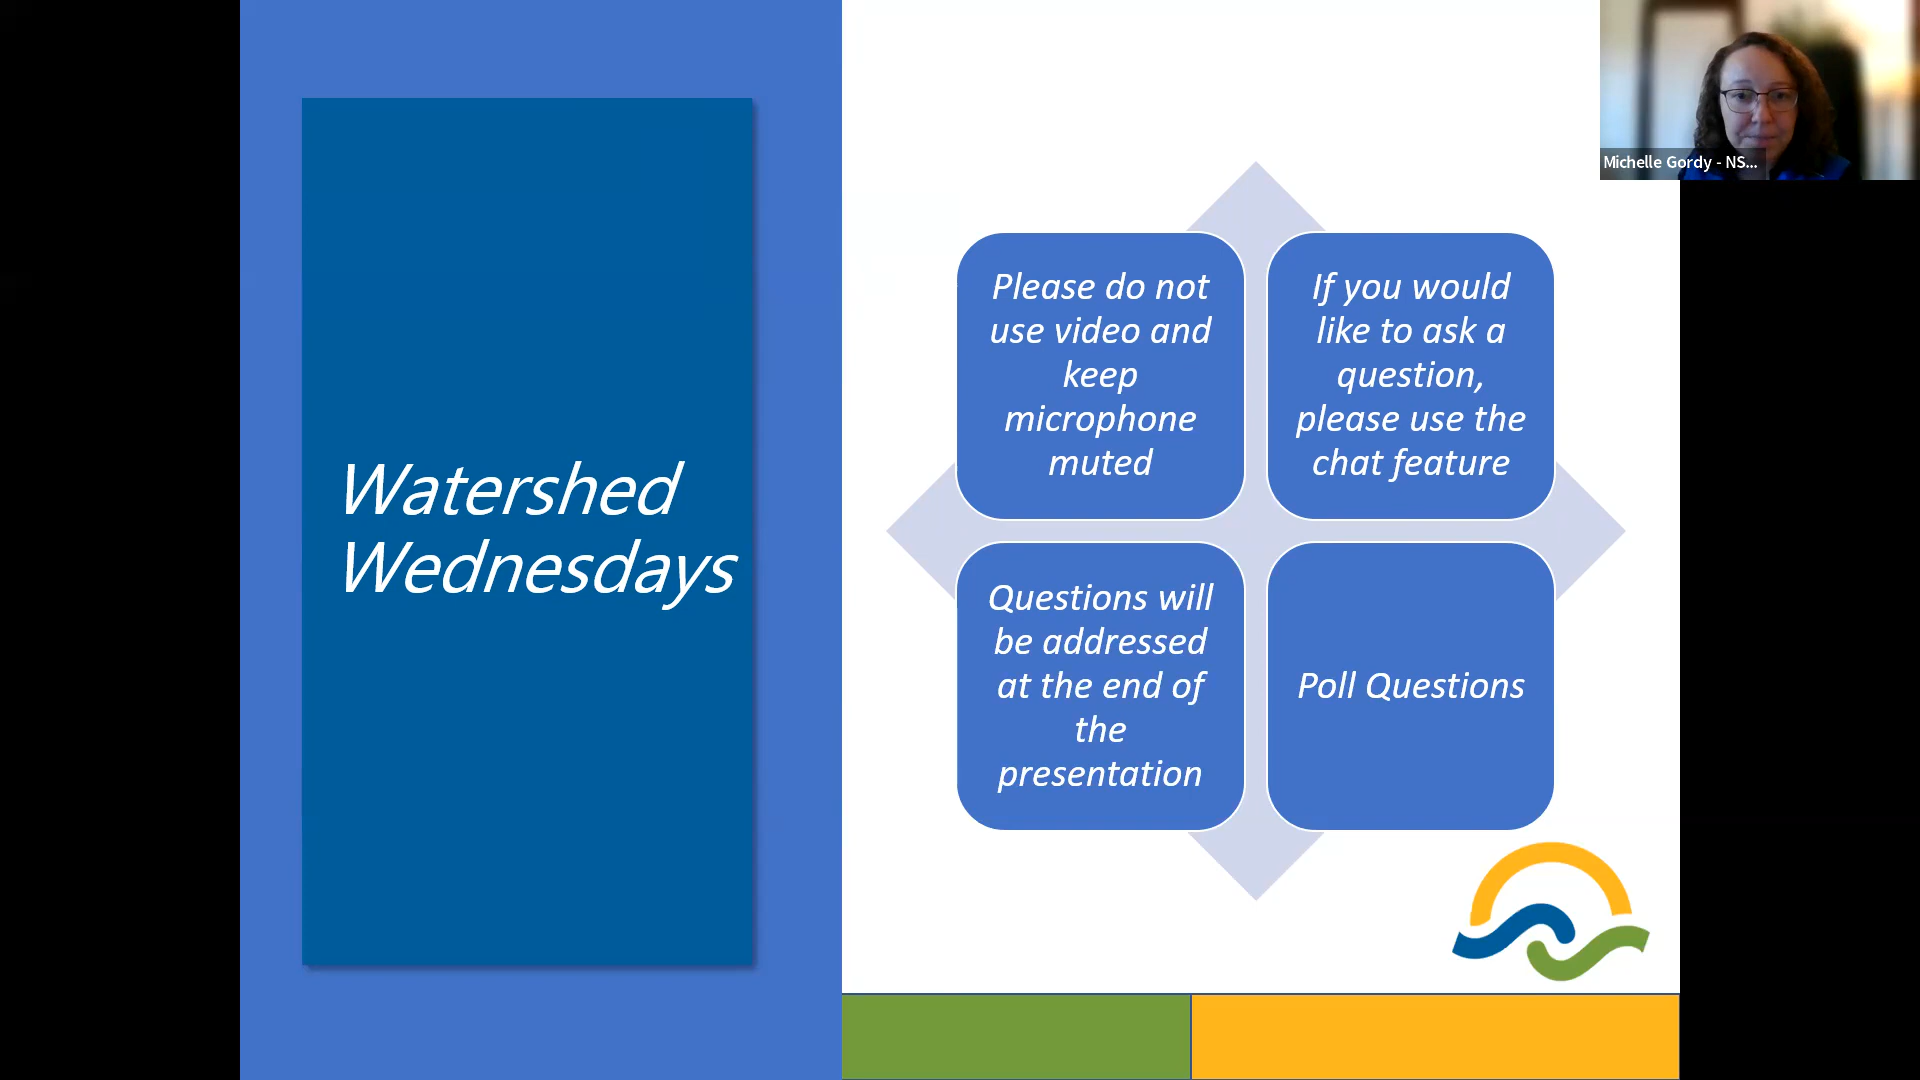 Watershed
Wednesdays
Please do not
use video and
keep
microphone
muted
If you would
like to ask a
question,
please use the
chat feature
Questions will
be addressed
at the end of
the
presentation
Poll Questions
Michelle Gordy - NS...